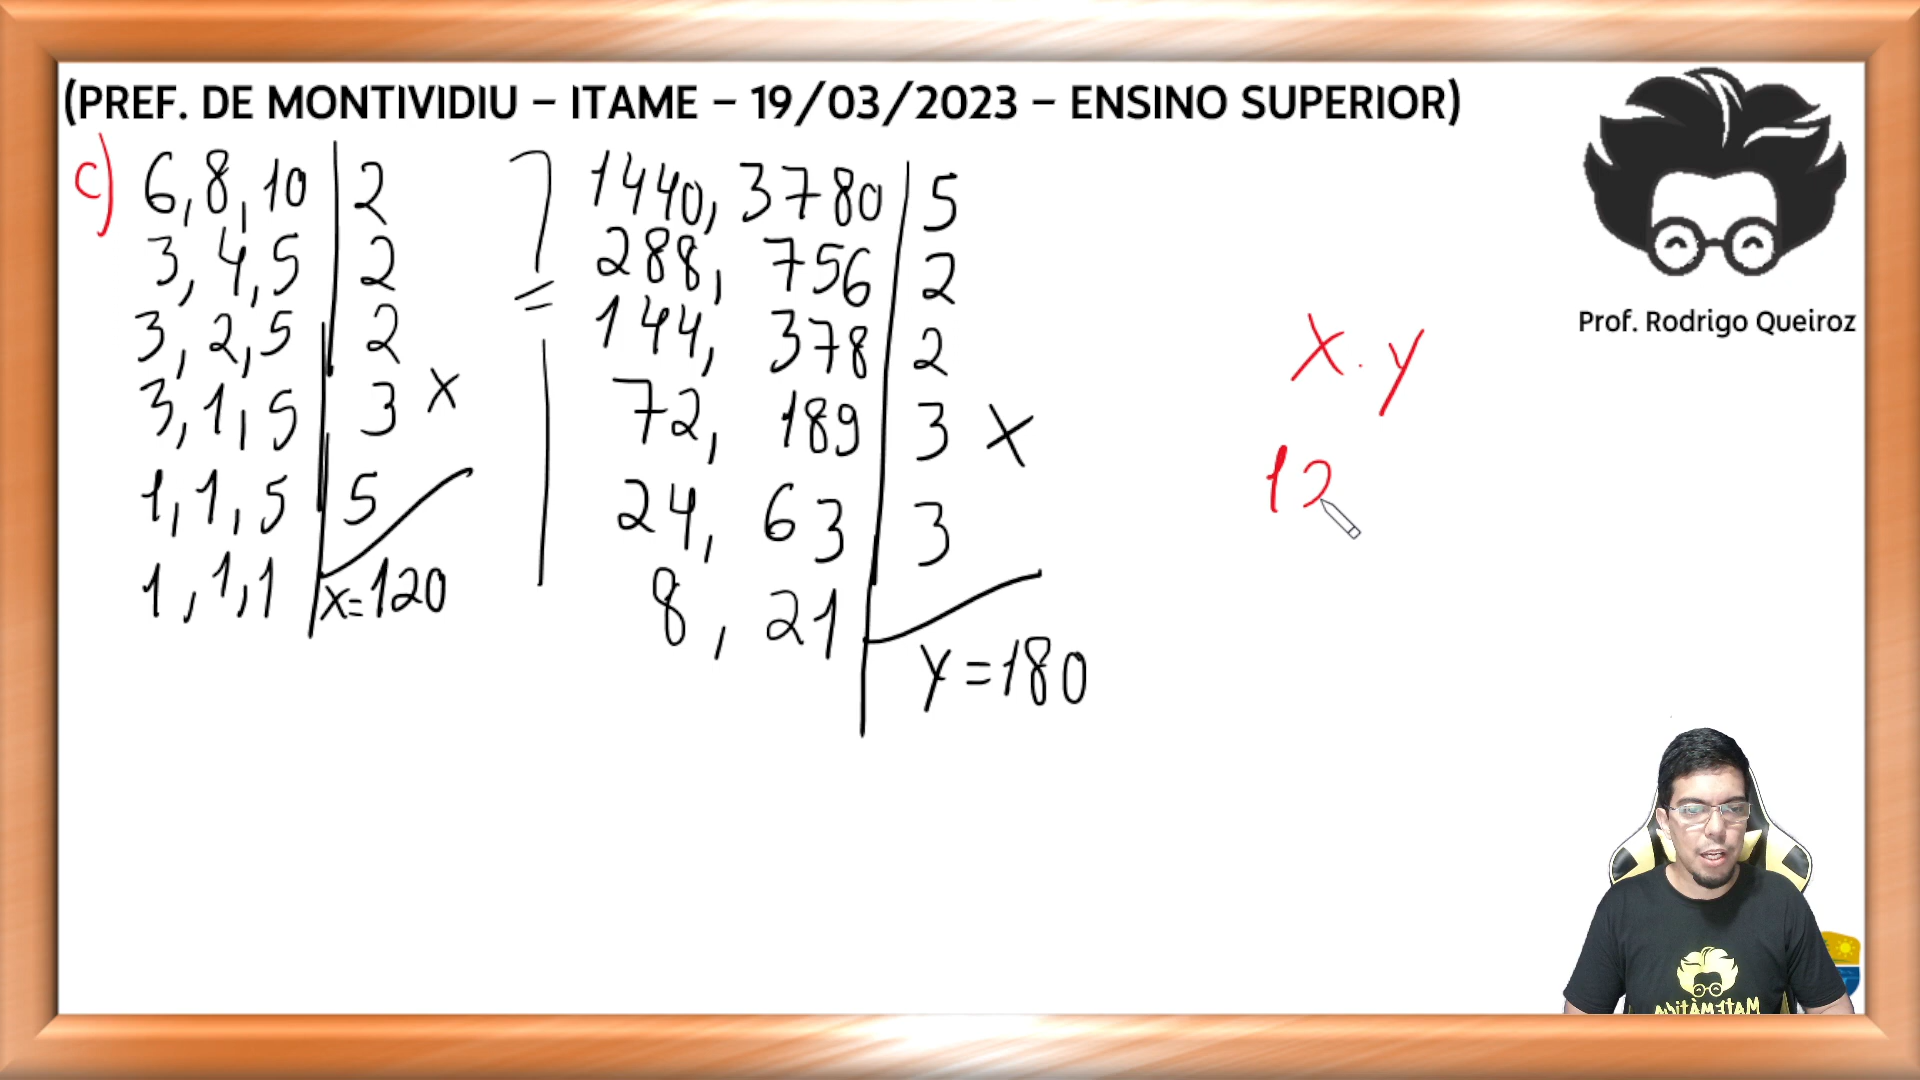 (PREF. DE MONTIVIDIU – ITAME – 19/03/2023 – ENSINO SUPERIOR)
c) 6, 8, 10 | 2
3, 4, 5 | 2
3, 2, 5 | 2
3, 1, 5 | 3 x
1, 1, 5 | 5
1, 1, 1 | x = 120
=
1440, 3780 | 5
288, 756 | 2
144, 378 | 2
72, 189 | 3 x
24, 63 | 3
8, 21
y = 180
x . y
12
Prof. Rodrigo Queiroz
MATEMÁTICA